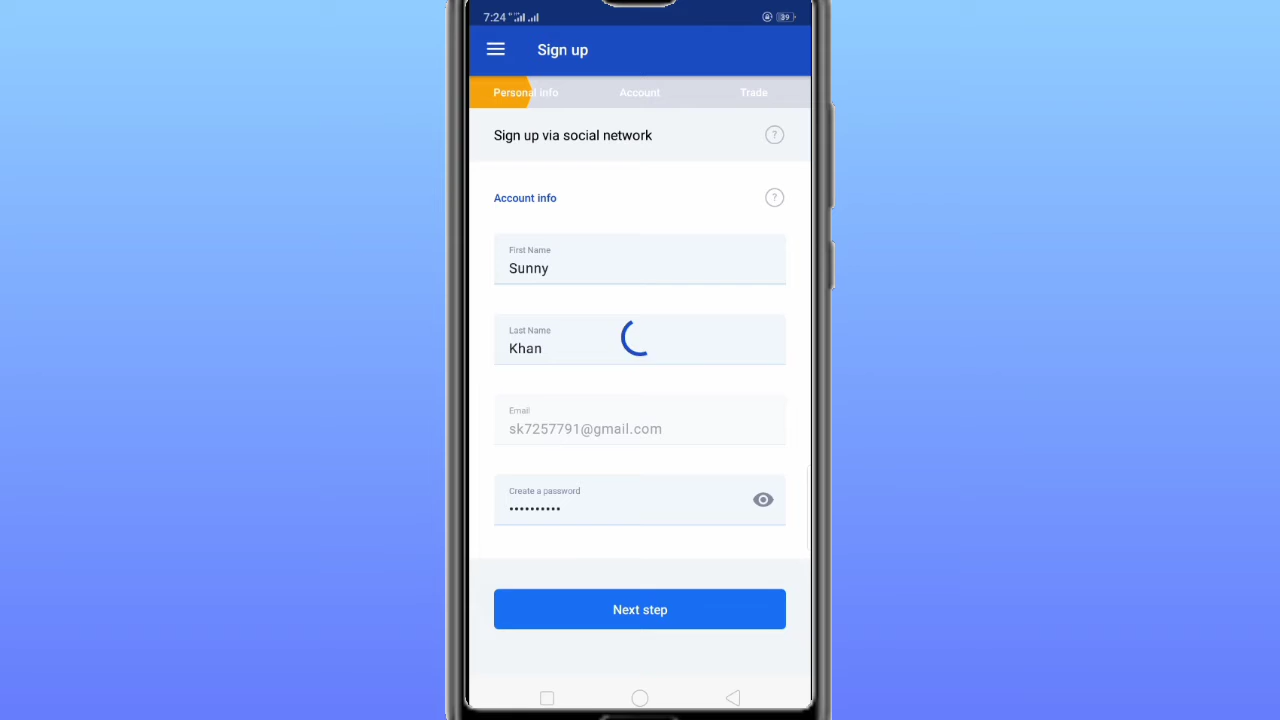 7:24
39
Sign up
Personal info
Account
Trade
Sign up via social network
?
Account info
?
First Name
Sunny
Last Name
Khan
Email
sk7257791@gmail.com
Create a password
••••••••••
Next step